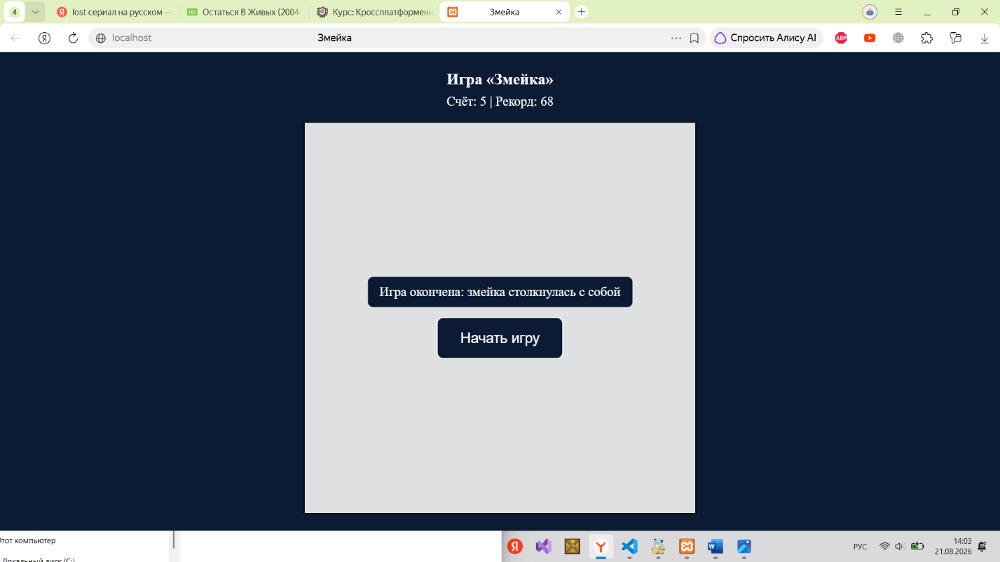 4
lost сериал на русском —
HD Остаться В Живых (2004-
Курс: Кроссплатформенн
Змейка
localhost
Змейка
Спросить Алису AI
ABP
Игра «Змейка»
Счёт: 5 | Рекорд: 68
Игра окончена: змейка столкнулась с собой
Начать игру
Этот компьютер
Локальный диск (C:)
РУС
14:03
21.08.2026